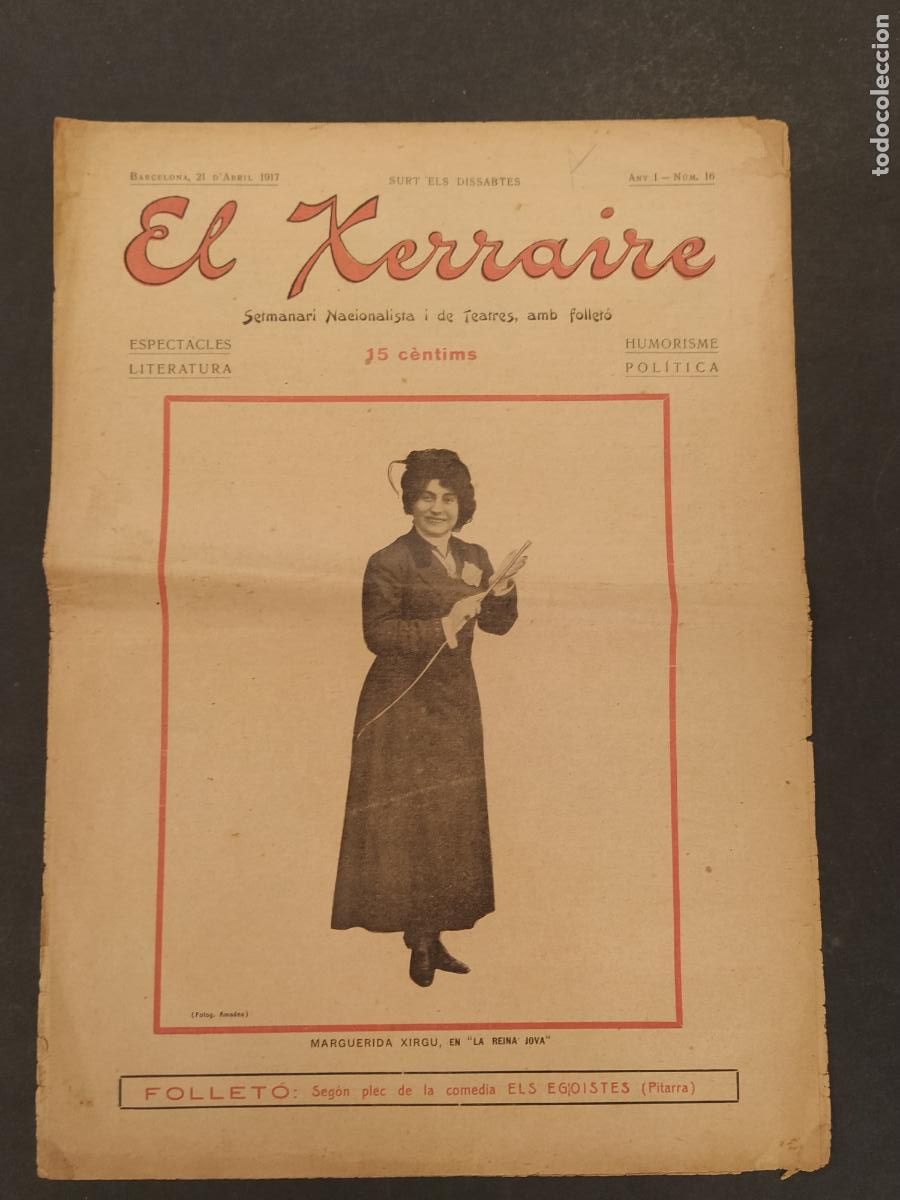 BARCELONA, 21 D'ABRIL 1917
SURT ELS DISSABTES
ANY I — NÚM. 16
El Xerraire
Setmanari Nacionalista i de Teatres, amb folletó
ESPECTACLES
LITERATURA
15 cèntims
HUMORISME
POLÍTICA
(Fotog. Amadeo)
MARGUERIDA XIRGU, EN "LA REINA JOVA"
FOLLETÓ: Segón plec de la comedia ELS EGOISTES (Pitarra)
todocoleccion